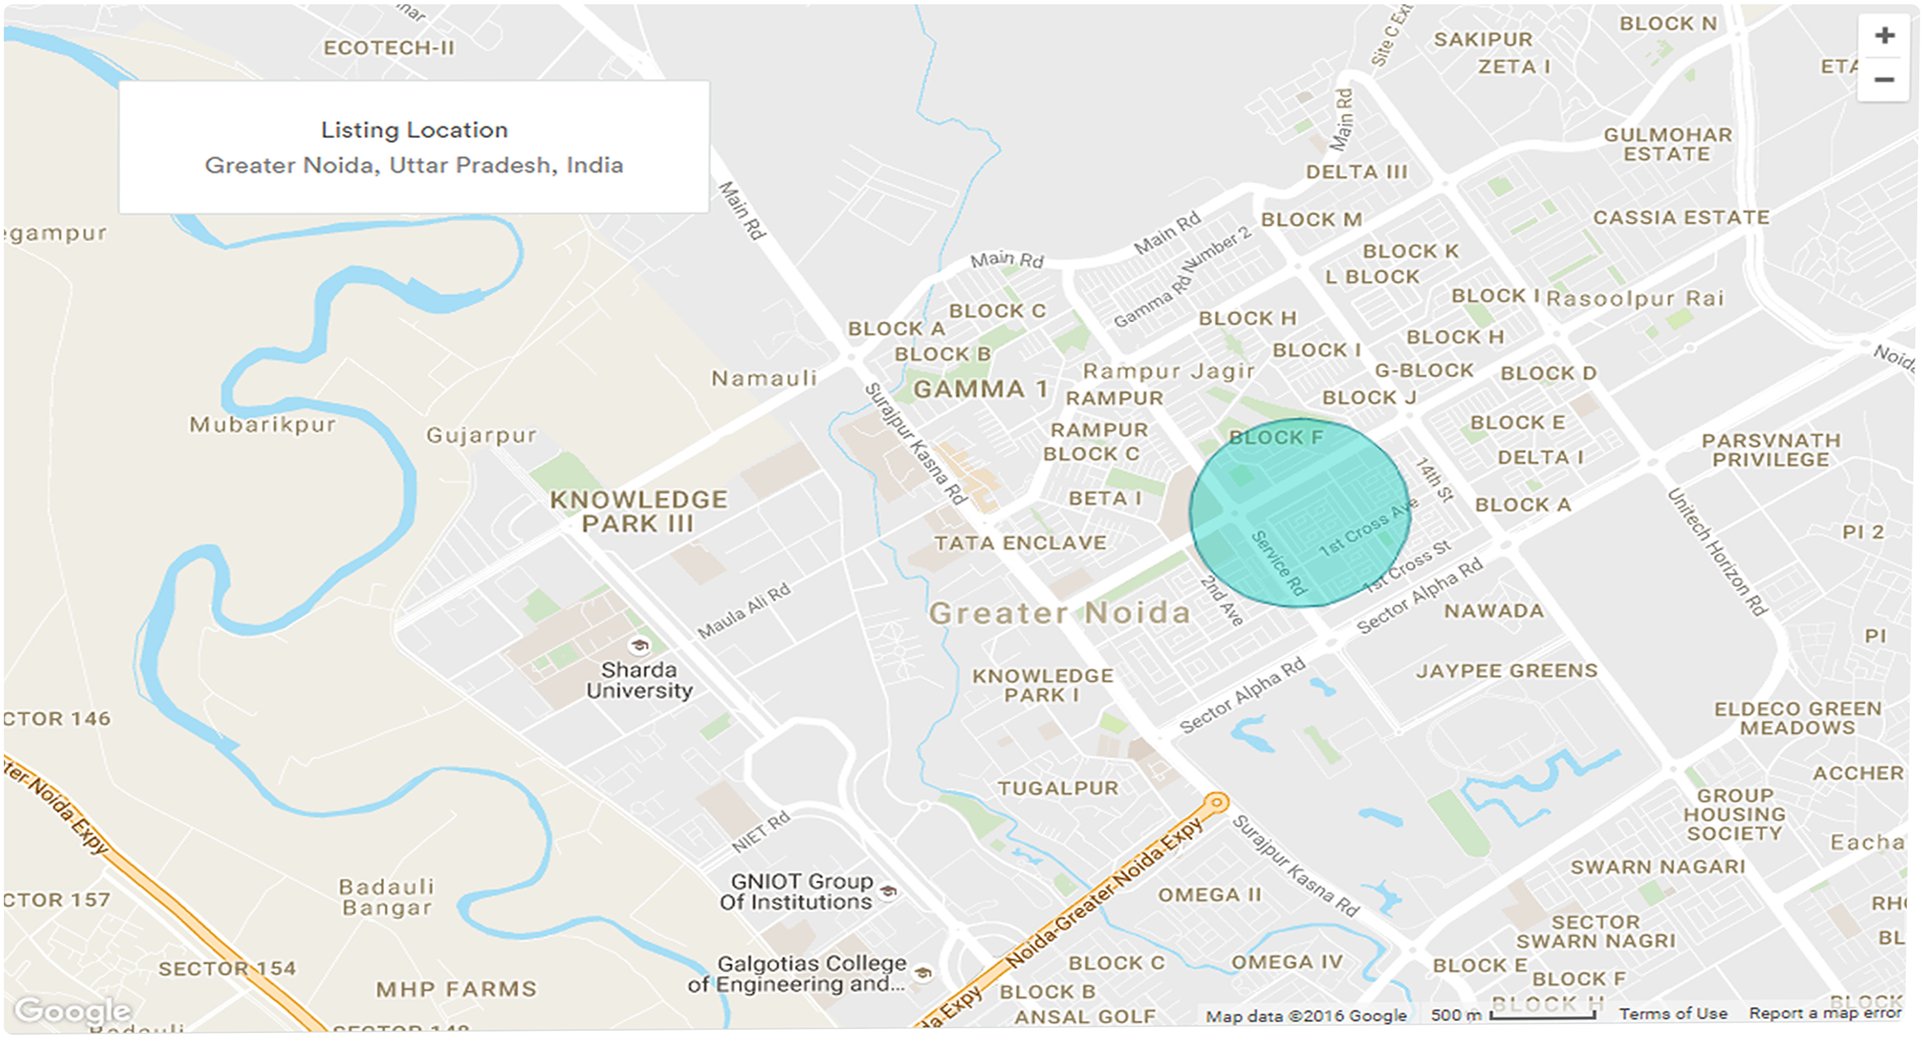 ECOTECH-II
Site C Ext
SAKIPUR
ZETA I
BLOCK N
ETA
+
−
Listing Location
Greater Noida, Uttar Pradesh, India
Main Rd
Main Rd
DELTA III
GULMOHAR
ESTATE
egampur
Main Rd
Main Rd
Gamma Rd Number 2
BLOCK M
CASSIA ESTATE
BLOCK K
L BLOCK
BLOCK I
Rasoolpur Rai
BLOCK A
BLOCK C
BLOCK B
BLOCK H
BLOCK I
BLOCK H
G-BLOCK
BLOCK D
Noida
Namauli
GAMMA 1
Rampur Jagir
RAMPUR
BLOCK J
Surajpur Kasna Rd
Mubarikpur
Gujarpur
RAMPUR
BLOCK C
BLOCK F
BLOCK E
DELTA I
PARSVNATH
PRIVILEGE
14th St
KNOWLEDGE
PARK III
BETA I
BLOCK A
TATA ENCLAVE
1st Cross Ave
Service Rd
1st Cross St
Unitech Horizon Rd
PI 2
Maula Ali Rd
Greater Noida
2nd Ave
Sector Alpha Rd
NAWADA
PI
Sharda
University
KNOWLEDGE
PARK I
Sector Alpha Rd
JAYPEE GREENS
CTOR 146
ELDECO GREEN
MEADOWS
ter-Noida-Expy
TUGALPUR
ACCHER
GROUP
HOUSING
SOCIETY
NIET Rd
Surajpur Kasna Rd
Eacha
CTOR 157
Badauli
Bangar
GNIOT Group
Of Institutions
Noida-Greater-Noida-Expy
OMEGA II
SWARN NAGARI
SECTOR
SWARN NAGRI
RHO
BL
SECTOR 154
MHP FARMS
Galgotias College
of Engineering and...
BLOCK C
OMEGA IV
BLOCK E
BLOCK F
BLOCK B
ANSAL GOLF
da-Expy
BLOCK H
BLOCK
Google
Badauli
SECTOR 148
Map data ©2016 Google
500 m
Terms of Use
Report a map error